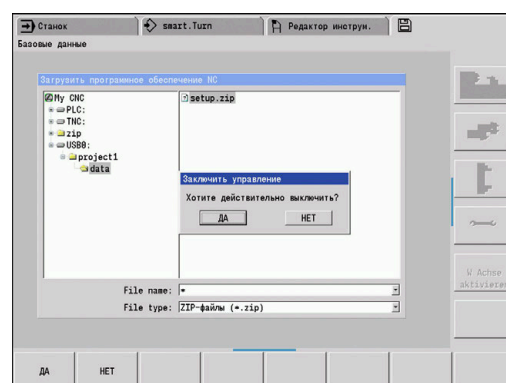 Станок
smart.Turn
Редактор инструм.
Базовые данные
Загрузить программное обеспечение NC
My CNC
PLC:
TNC:
zip
USB0:
project1
data
setup.zip
Заключить управление
Хотите действительно выключить?
ДА
НЕТ
File name: *
File type: ZIP-файлы (*.zip)
W Achse
aktivieren
ДА
НЕТ